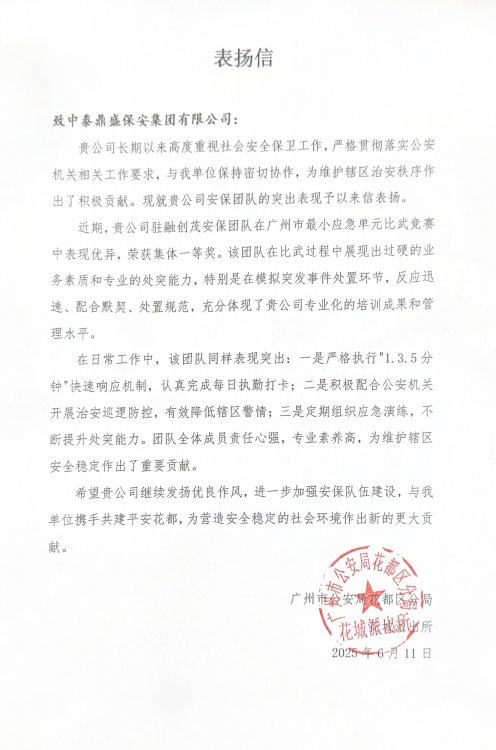 表扬信
致中泰鼎盛保安集团有限公司：
贵公司长期以来高度重视社会安全保卫工作，严格贯彻落实公安
机关相关工作要求，与我单位保持密切协作，为维护辖区治安秩序作
出了积极贡献。现就贵公司安保团队的突出表现予以来信表扬。
近期，贵公司驻融创茂安保团队在广州市最小应急单元比武竞赛
中表现优异，荣获集体一等奖。该团队在比武过程中展现出过硬的业
务素质和专业的处突能力，特别是在模拟突发事件处置环节，反应迅
速、配合默契、处置规范，充分体现了贵公司专业化的培训成果和管
理水平。
在日常工作中，该团队同样表现突出：一是严格执行"1.3.5分
钟"快速响应机制，认真完成每日执勤打卡；二是积极配合公安机关
开展治安巡逻防控，有效降低辖区警情；三是定期组织应急演练，不
断提升处突能力。团队全体成员责任心强，专业素养高，为维护辖区
安全稳定作出了重要贡献。
希望贵公司继续发扬优良作风，进一步加强安保队伍建设，与我
单位携手共建平安花都，为营造安全稳定的社会环境作出新的更大贡
献。
广州市公安局花都区分局
花城派出所
2025年6月11日
广州市公安局花都区分局
花城派出所